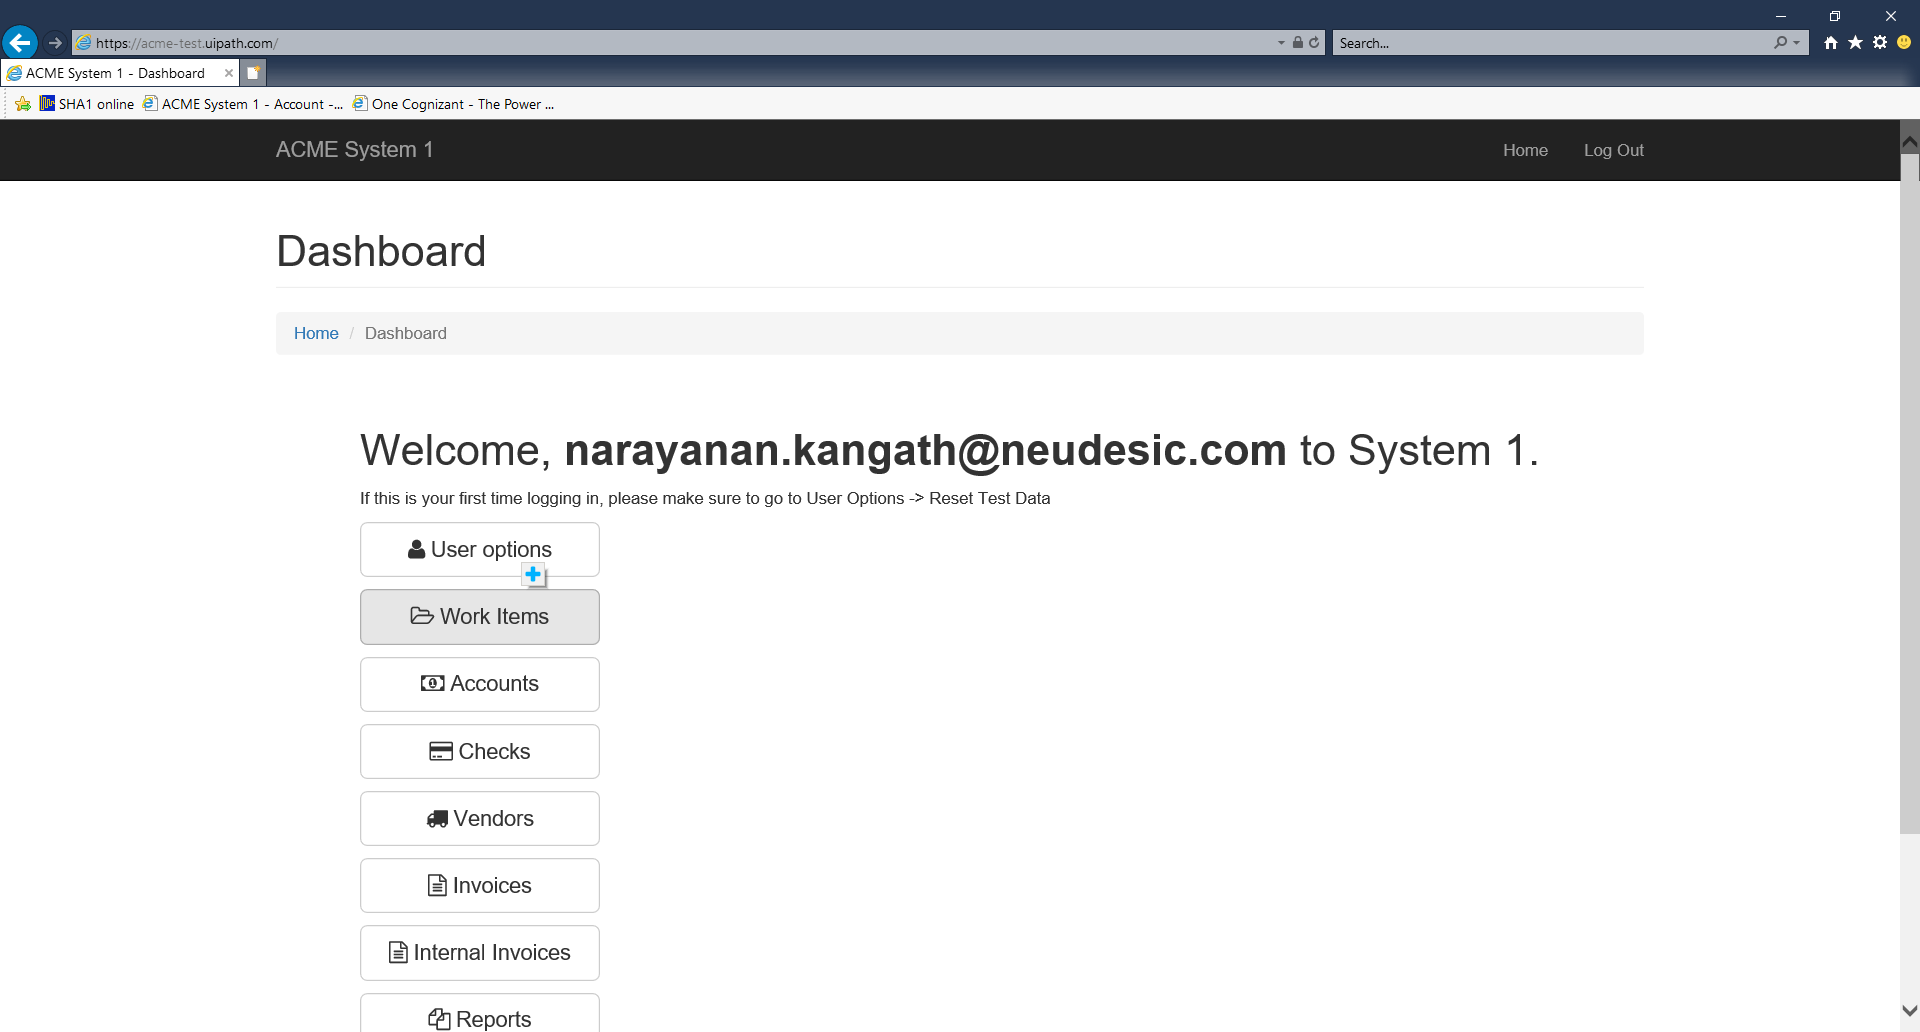 https://acme-test.uipath.com/
Search...
ACME System 1 - Dashboard
SHA1 online
ACME System 1 - Account -...
One Cognizant - The Power ...
ACME System 1
Home
Log Out
Dashboard
Home / Dashboard
Welcome, narayanan.kangath@neudesic.com to System 1.
If this is your first time logging in, please make sure to go to User Options -> Reset Test Data
User options
Work Items
Accounts
Checks
Vendors
Invoices
Internal Invoices
Reports